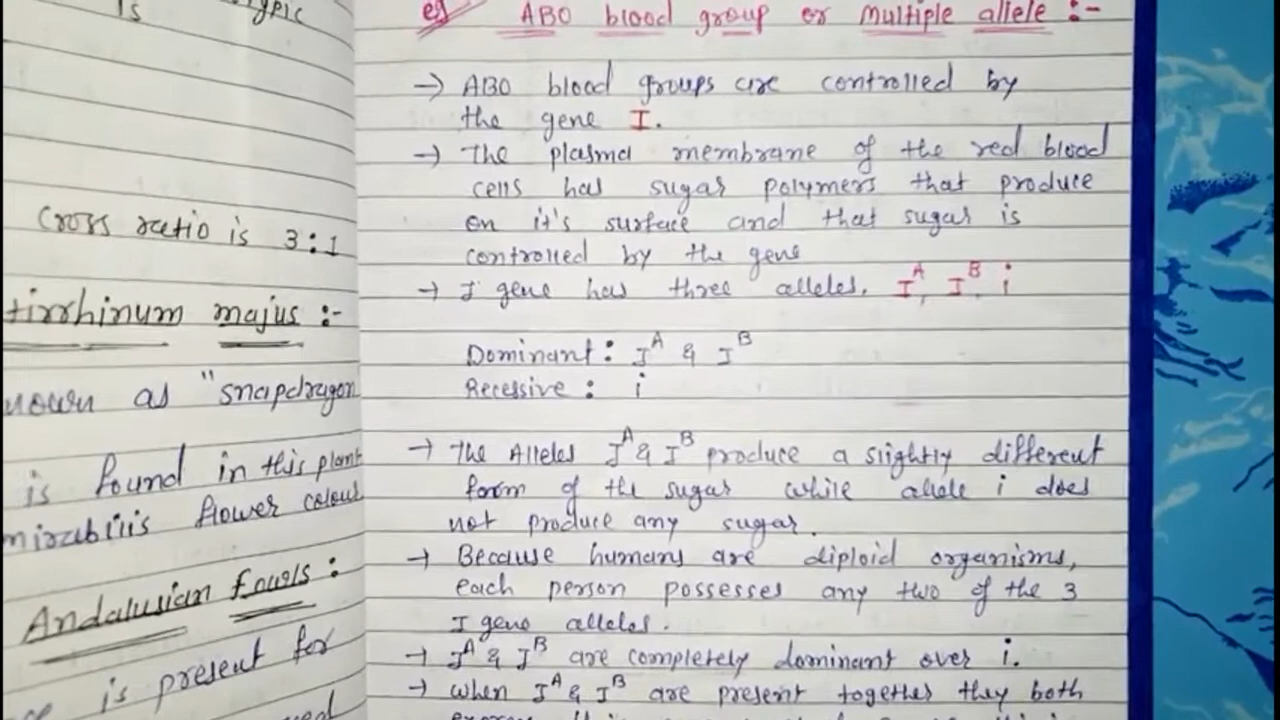 is
Cross ratio is 3:1
tirrhinum majus :-
nown as "snapdragon
is found in this plant
mirabilis flower colour
Andalusian fowls :
is present for
eg ABO blood group or multiple allele :-
→ ABO blood groups are controlled by
the gene I.
→ The plasma membrane of the red blood
cells has sugar polymers that produce
on it's surface and that sugar is
controlled by the gene
→ I gene has three alleles, I^A, I^B, i
Dominant : I^A & I^B
Recessive : i
→ The Alleles I^A & I^B produce a slightly different
form of the sugar while allele i does
not produce any sugar.
→ Because humans are diploid organisms,
each person possesses any two of the 3
I gene alleles.
→ I^A & I^B are completely dominant over i.
→ when I^A & I^B are present together they both